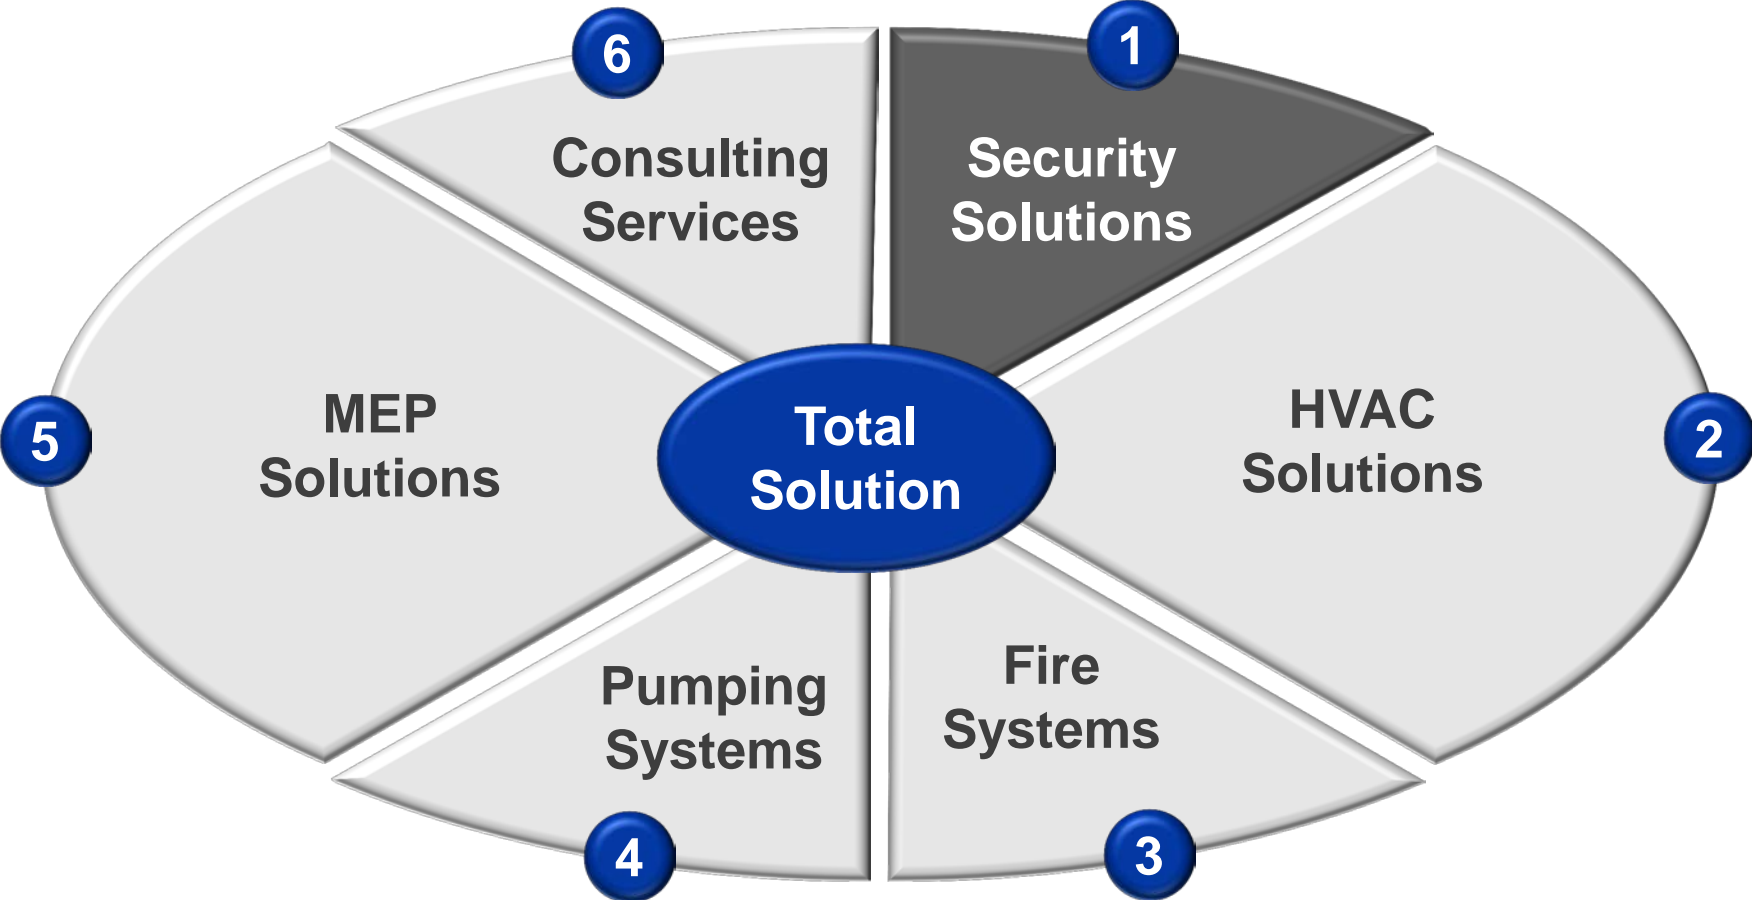 1
Security
Solutions
2
HVAC
Solutions
3
Fire
Systems
4
Pumping
Systems
5
MEP
Solutions
6
Consulting
Services
Total
Solution